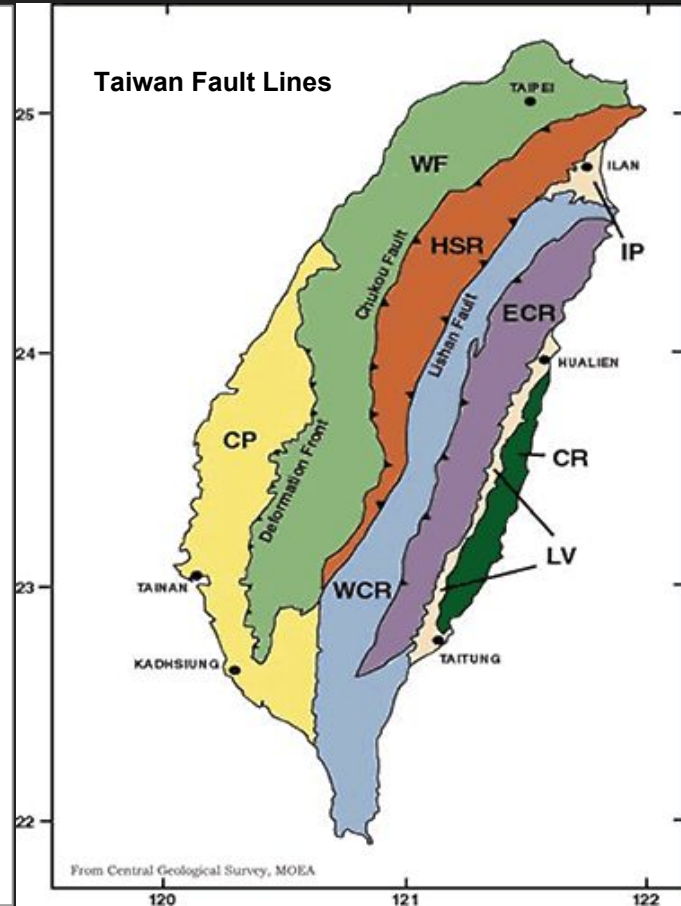 Taiwan Fault Lines
25
24
23
22
120
121
122
TAIPEI
WF
ILAN
IP
HSR
Chukou Fault
Lishan Fault
ECR
HUALIEN
CP
Deformation Front
CR
LV
WCR
TAINAN
KADHSIUNG
TAITUNG
From Central Geological Survey, MOEA